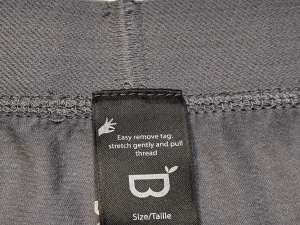 Easy remove tag:
stretch gently and pull
thread
B
Size/Taille